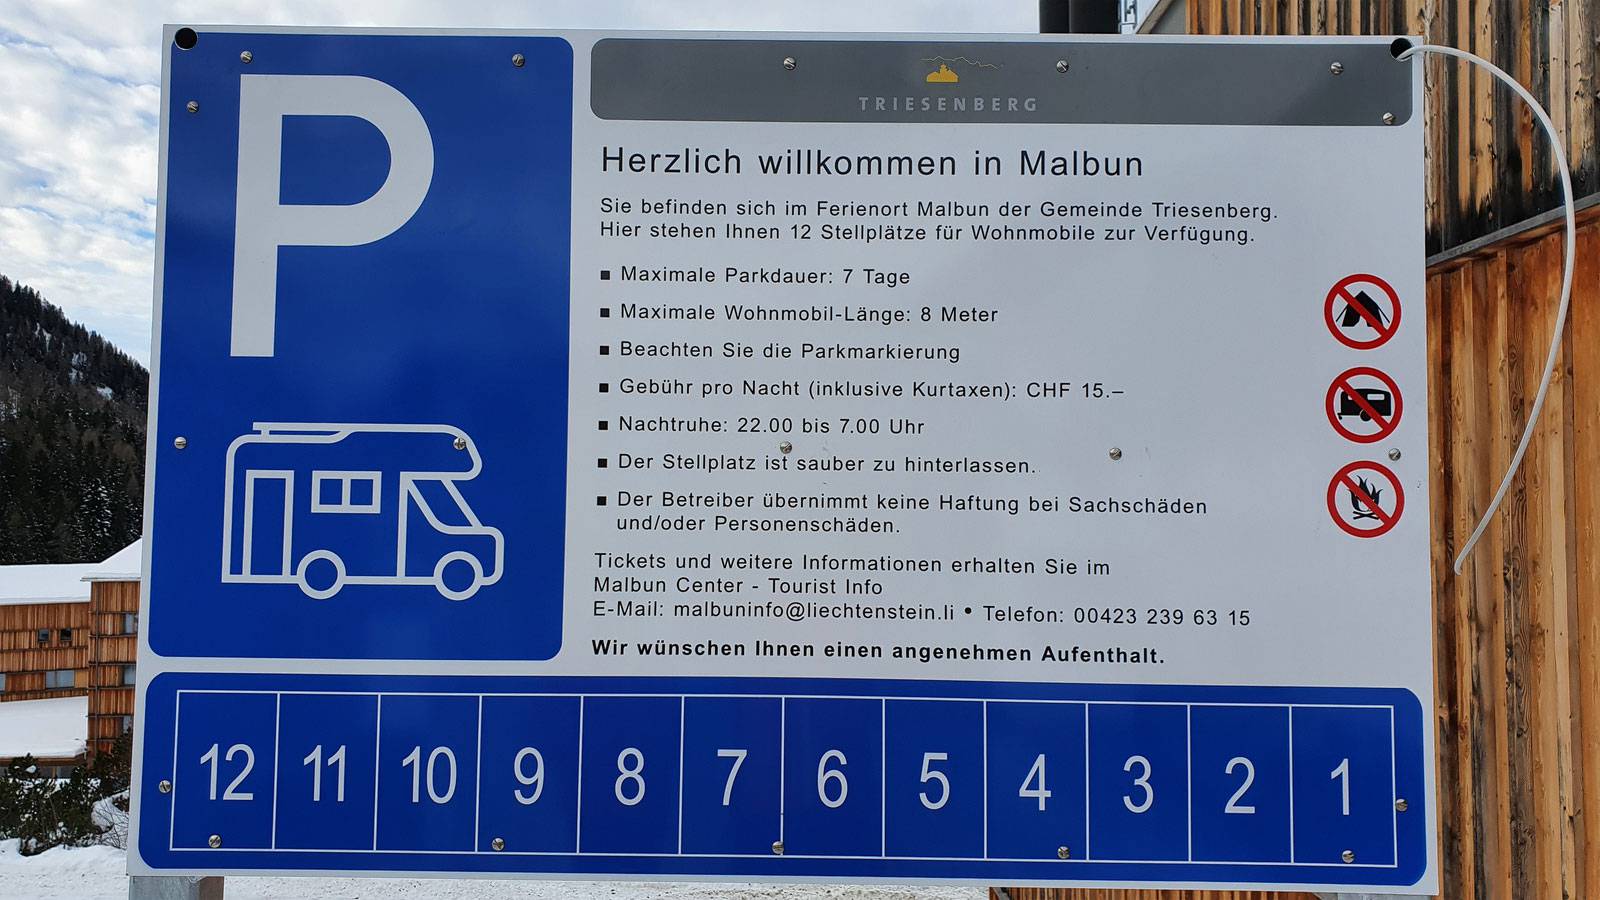 P
TRIESENBERG
Herzlich willkommen in Malbun
Sie befinden sich im Ferienort Malbun der Gemeinde Triesenberg.
Hier stehen Ihnen 12 Stellplätze für Wohnmobile zur Verfügung.
▪ Maximale Parkdauer: 7 Tage
▪ Maximale Wohnmobil-Länge: 8 Meter
▪ Beachten Sie die Parkmarkierung
▪ Gebühr pro Nacht (inklusive Kurtaxen): CHF 15.–
▪ Nachtruhe: 22.00 bis 7.00 Uhr
▪ Der Stellplatz ist sauber zu hinterlassen.
▪ Der Betreiber übernimmt keine Haftung bei Sachschäden
und/oder Personenschäden.
Tickets und weitere Informationen erhalten Sie im
Malbun Center - Tourist Info
E-Mail: malbuninfo@liechtenstein.li • Telefon: 00423 239 63 15
Wir wünschen Ihnen einen angenehmen Aufenthalt.
12 11 10 9 8 7 6 5 4 3 2 1